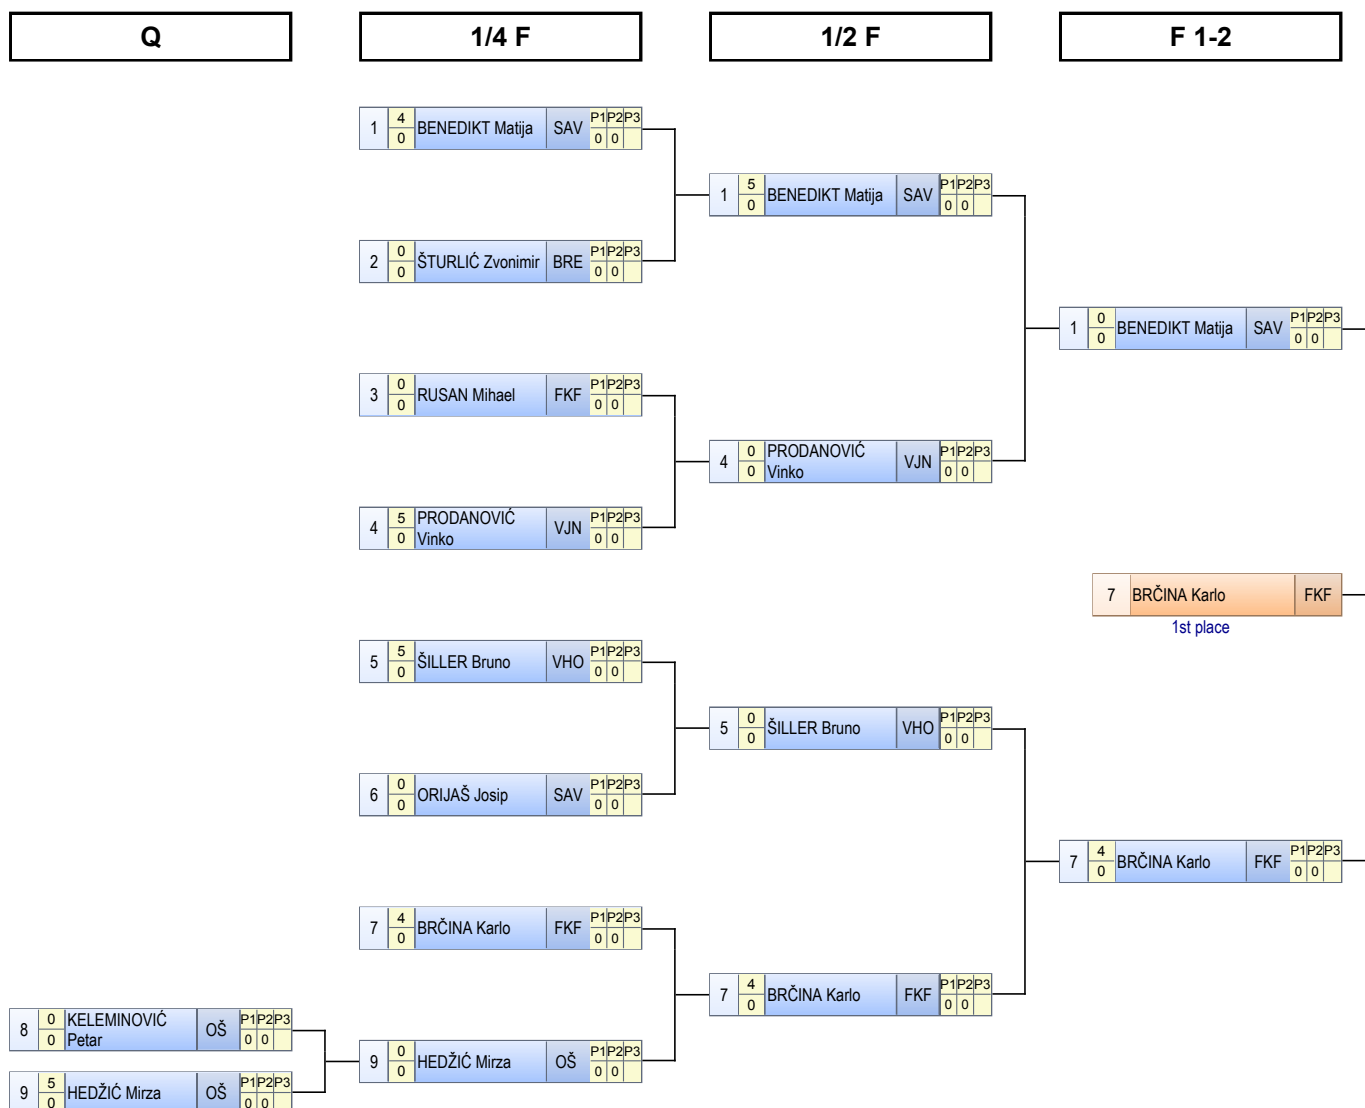 Q
1/4 F
1/2 F
F 1-2
1 4 BENEDIKT Matija SAV P1 P2 P3
0 0 0
2 0 ŠTURLIĆ Zvonimir BRE P1 P2 P3
0 0 0
3 0 RUSAN Mihael FKF P1 P2 P3
0 0 0
4 5 PRODANOVIĆ VJN P1 P2 P3
0 Vinko 0 0
5 5 ŠILLER Bruno VHO P1 P2 P3
0 0 0
6 0 ORIJAŠ Josip SAV P1 P2 P3
0 0 0
7 4 BRČINA Karlo FKF P1 P2 P3
0 0 0
8 0 KELEMINOVIĆ OŠ P1 P2 P3
0 Petar 0 0
9 5 HEDŽIĆ Mirza OŠ P1 P2 P3
0 0 0
9 0 HEDŽIĆ Mirza OŠ P1 P2 P3
0 0 0
1 5 BENEDIKT Matija SAV P1 P2 P3
0 0 0
4 0 PRODANOVIĆ VJN P1 P2 P3
0 Vinko 0 0
5 0 ŠILLER Bruno VHO P1 P2 P3
0 0 0
7 4 BRČINA Karlo FKF P1 P2 P3
0 0 0
1 0 BENEDIKT Matija SAV P1 P2 P3
0 0 0
7 BRČINA Karlo FKF
1st place
7 4 BRČINA Karlo FKF P1 P2 P3
0 0 0